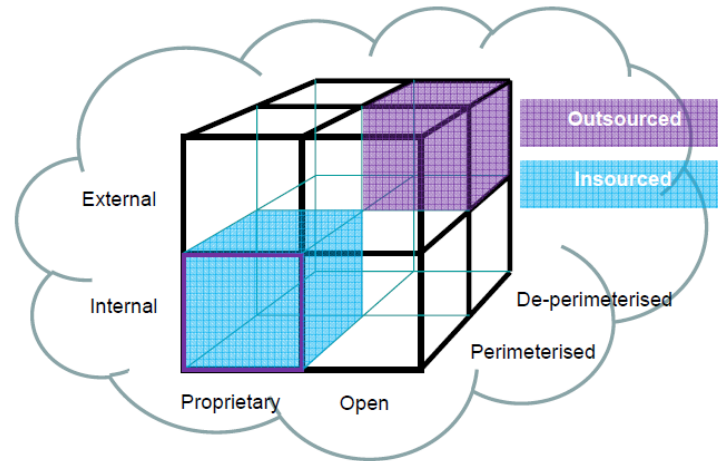 Outsourced
Insourced
External
Internal
De-perimeterised
Perimeterised
Proprietary
Open